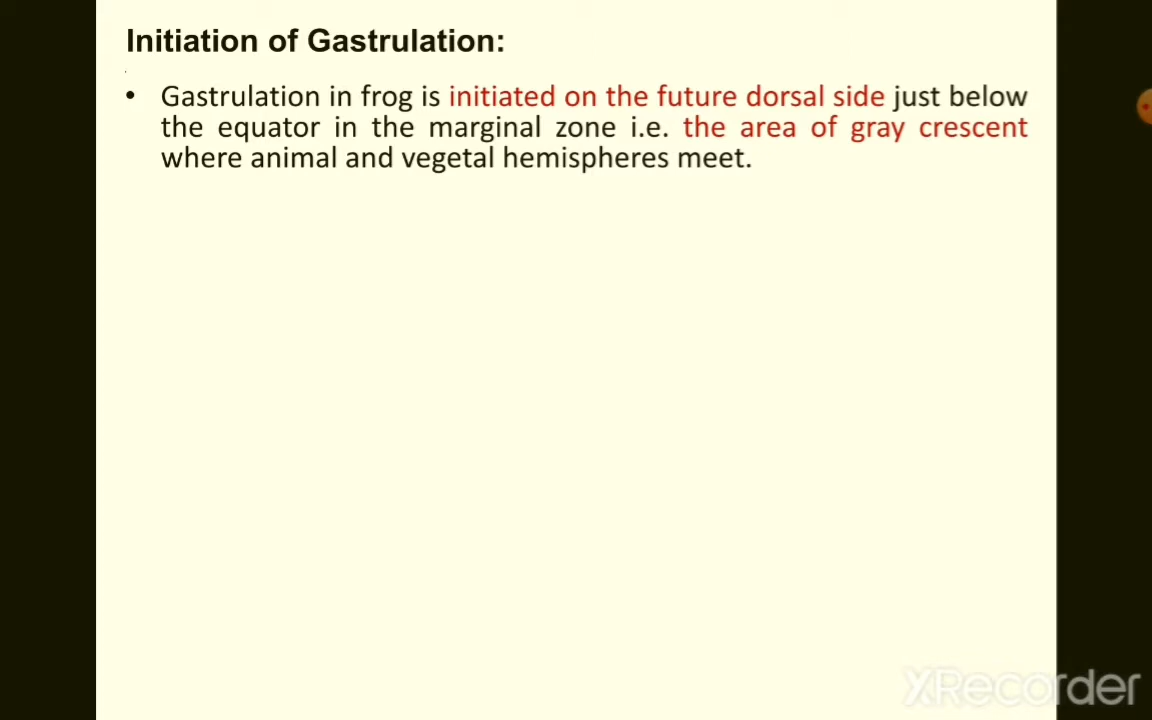 Initiation of Gastrulation:
• Gastrulation in frog is initiated on the future dorsal side just below
the equator in the marginal zone i.e. the area of gray crescent
where animal and vegetal hemispheres meet.
XRecorder